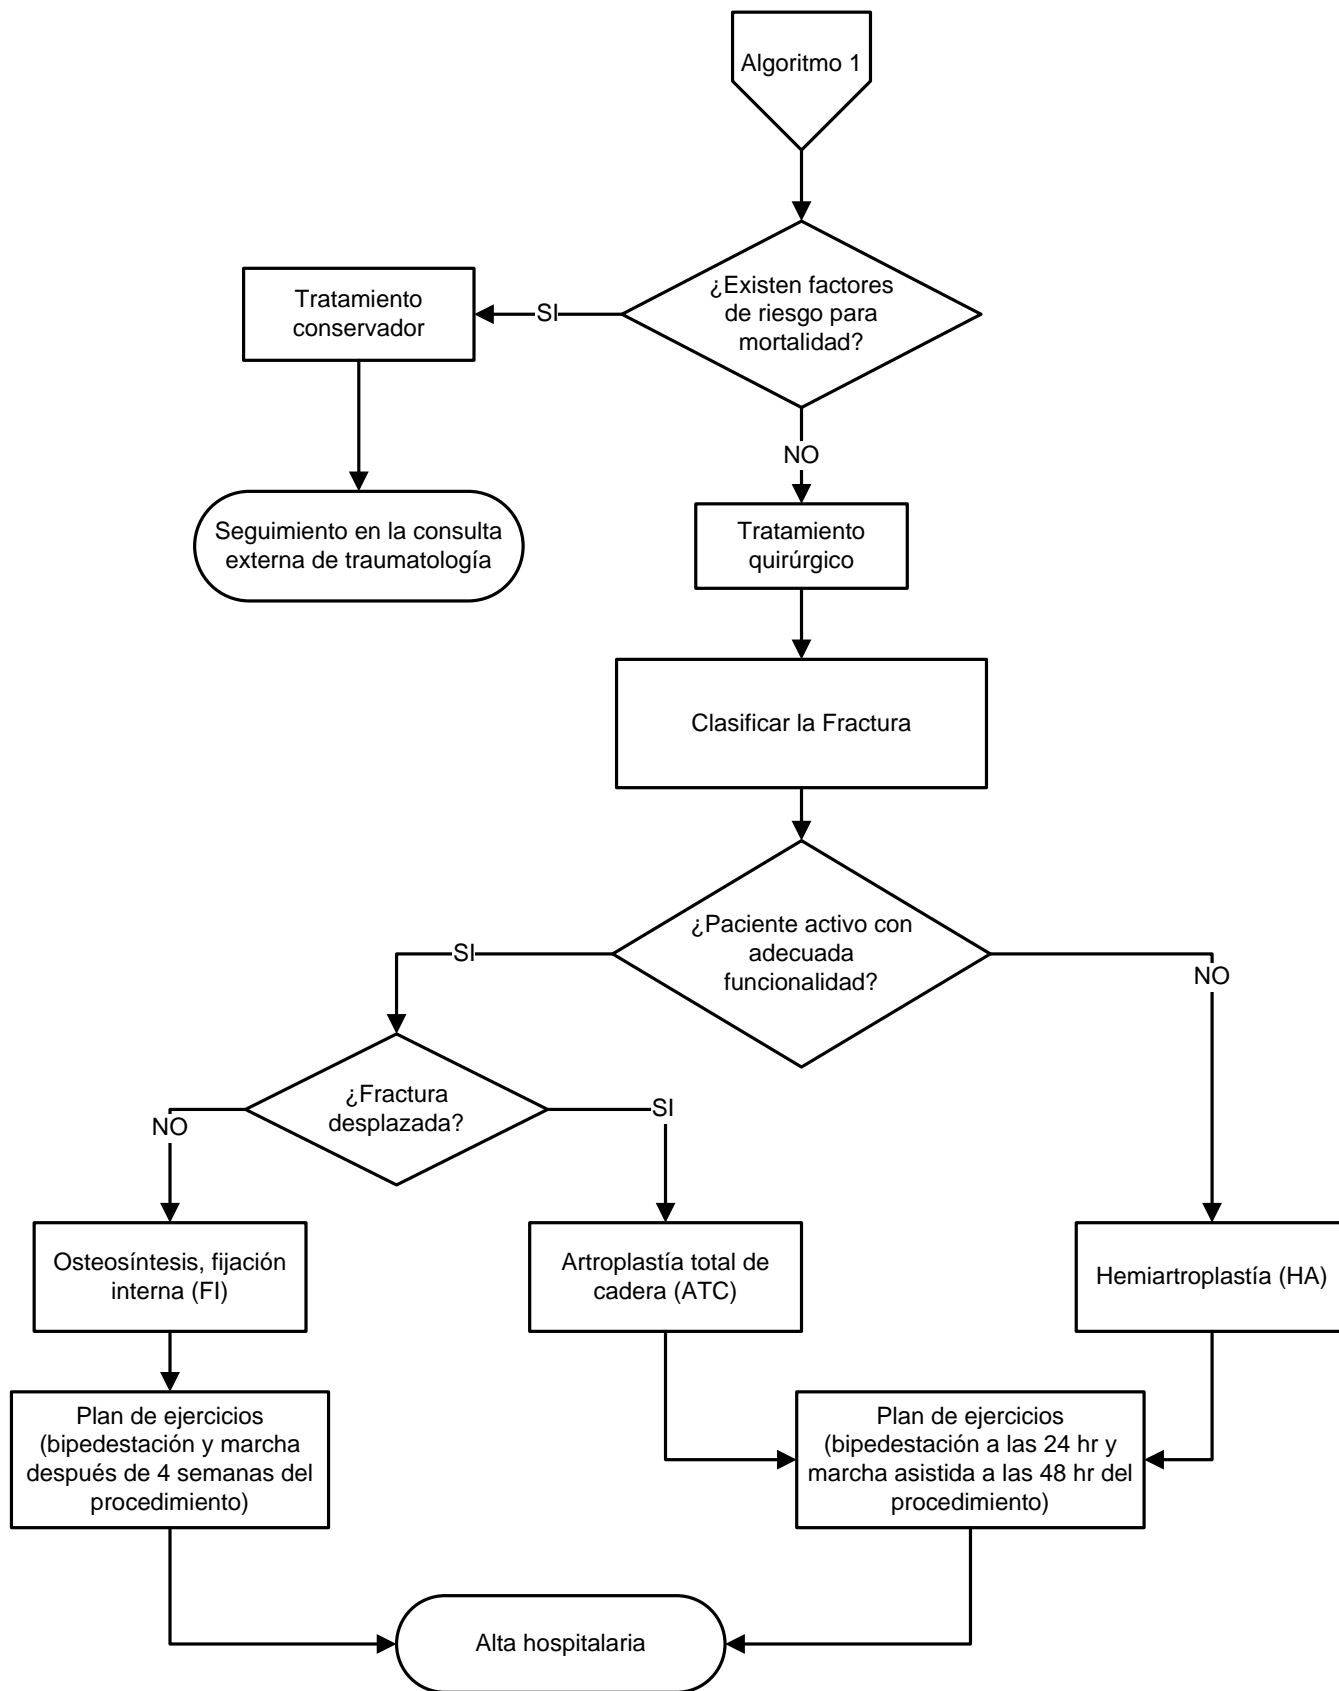 Algoritmo 1
¿Existen factores
de riesgo para
mortalidad?
SI
Tratamiento
conservador
NO
Seguimiento en la consulta
externa de traumatología
Tratamiento
quirúrgico
Clasificar la Fractura
¿Paciente activo con
adecuada
funcionalidad?
SI
NO
¿Fractura
desplazada?
NO
SI
Osteosíntesis, fijación
interna (FI)
Artroplastía total de
cadera (ATC)
Hemiartroplastía (HA)
Plan de ejercicios
(bipedestación y marcha
después de 4 semanas del
procedimiento)
Plan de ejercicios
(bipedestación a las 24 hr y
marcha asistida a las 48 hr del
procedimiento)
Alta hospitalaria